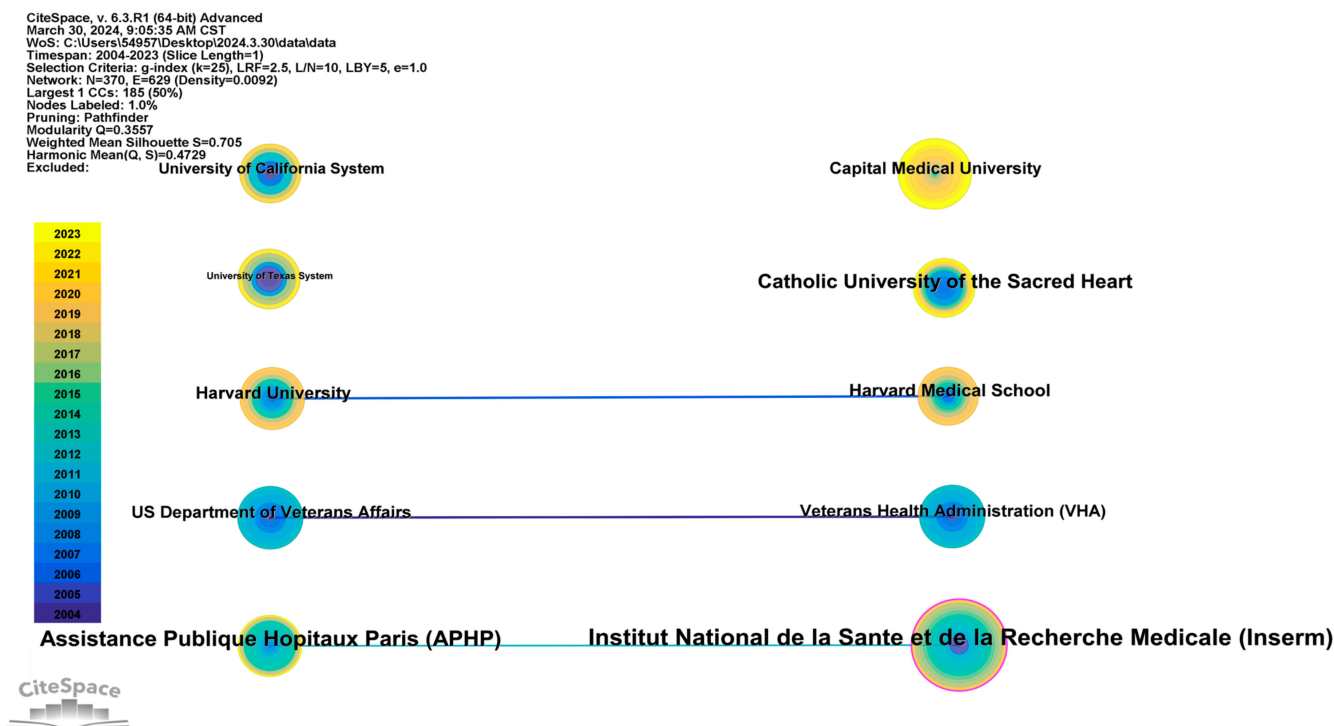 CiteSpace, v. 6.3.R1 (64-bit) Advanced
March 30, 2024, 9:05:35 AM CST
WoS: C:\Users\54957\Desktop\2024.3.30\data\data
Timespan: 2004-2023 (Slice Length=1)
Selection Criteria: g-index (k=25), LRF=2.5, L/N=10, LBY=5, e=1.0
Network: N=370, E=629 (Density=0.0092)
Largest 1 CCs: 185 (50%)
Nodes Labeled: 1.0%
Pruning: Pathfinder
Modularity Q=0.3557
Weighted Mean Silhouette S=0.705
Harmonic Mean(Q, S)=0.4729
Excluded:
University of California System
Capital Medical University
University of Texas System
Catholic University of the Sacred Heart
Harvard University
Harvard Medical School
US Department of Veterans Affairs
Veterans Health Administration (VHA)
Assistance Publique Hopitaux Paris (APHP)
Institut National de la Sante et de la Recherche Medicale (Inserm)
2023
2022
2021
2020
2019
2018
2017
2016
2015
2014
2013
2012
2011
2010
2009
2008
2007
2006
2005
2004
CiteSpace